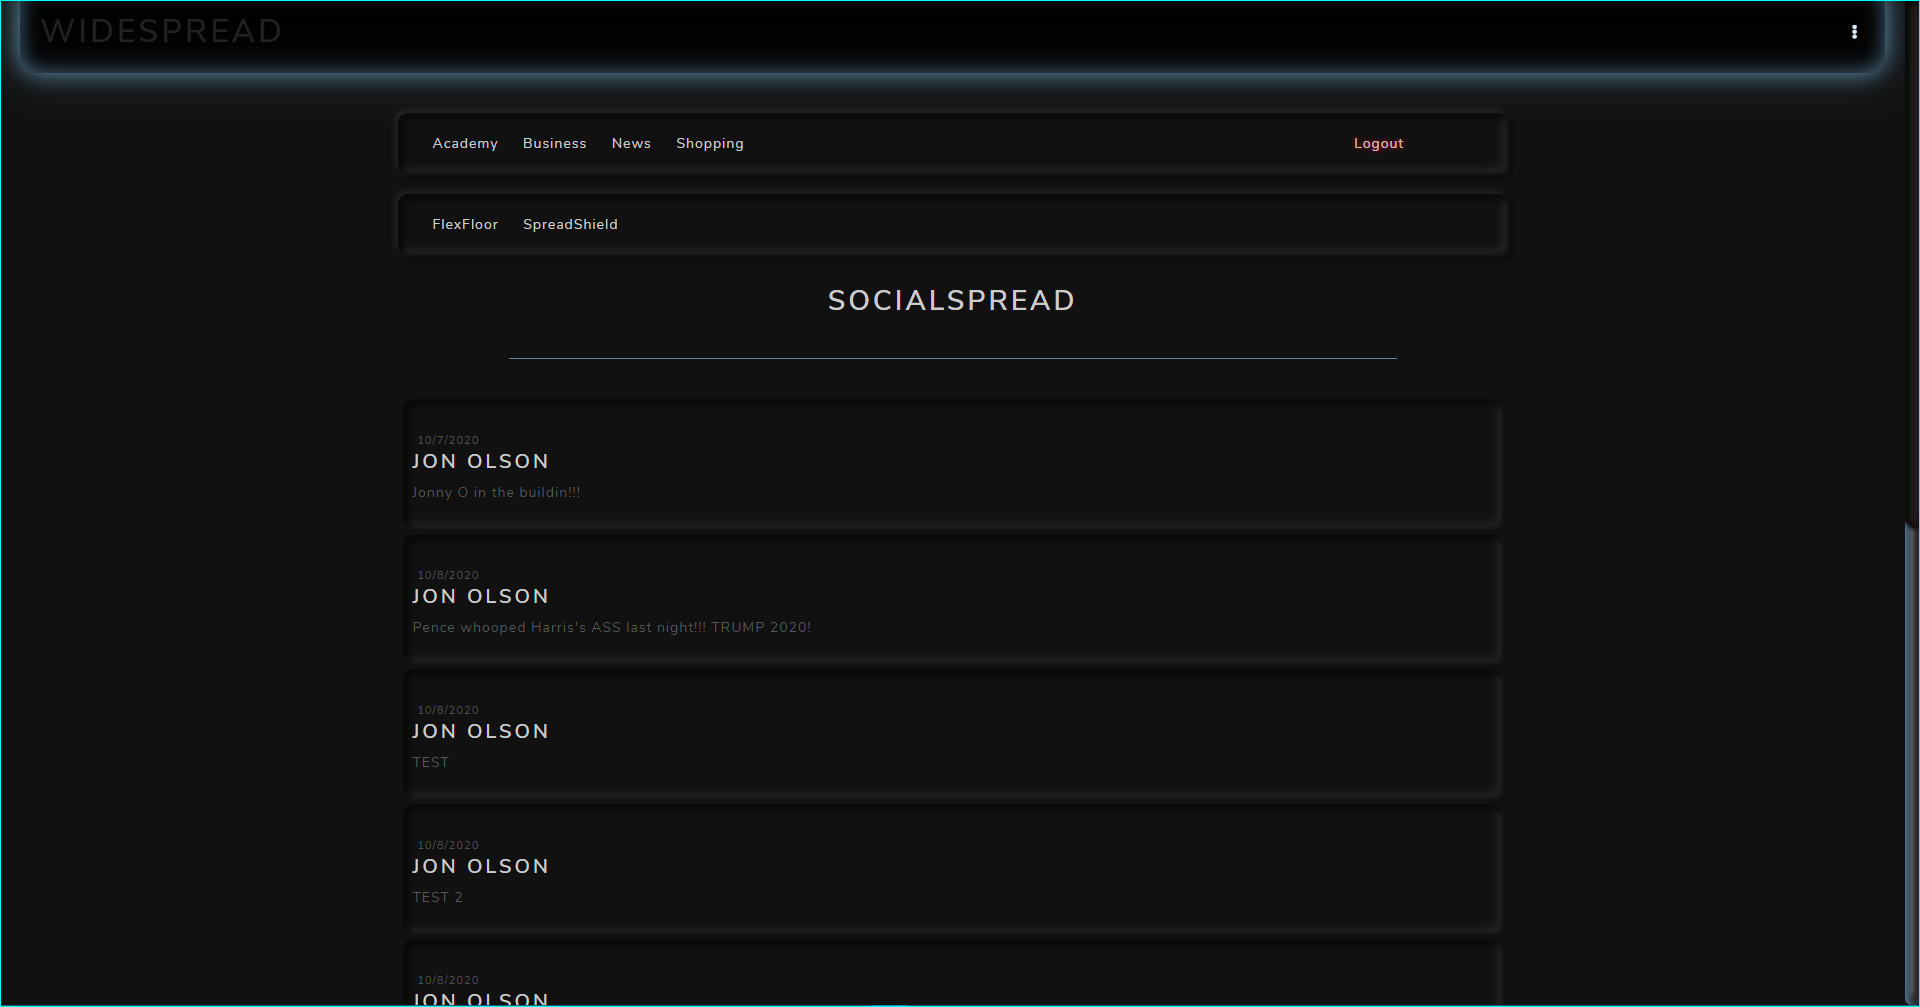 WIDESPREAD
Academy Business News Shopping Logout
FlexFloor SpreadShield
SOCIALSPREAD
10/7/2020
JON OLSON
Jonny O in the buildin!!!
10/8/2020
JON OLSON
Pence whooped Harris's ASS last night!!! TRUMP 2020!
10/8/2020
JON OLSON
TEST
10/8/2020
JON OLSON
TEST 2
10/8/2020
JON OLSON